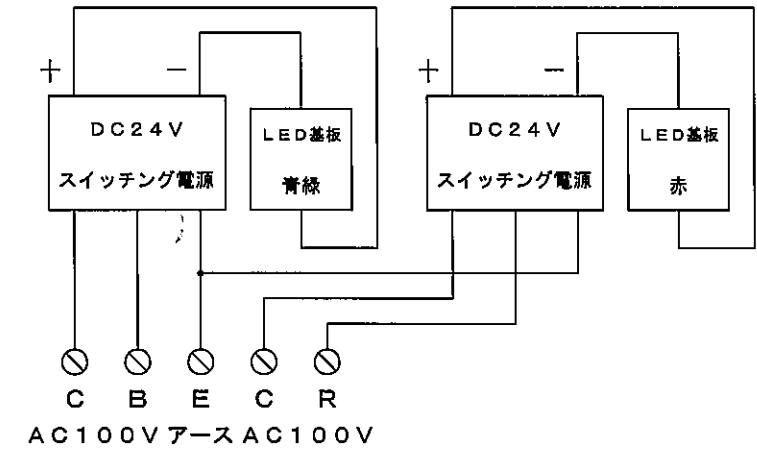 ＋ － ＋ －
ＤＣ２４Ｖ
スイッチング電源
ＬＥＤ基板
青緑
ＤＣ２４Ｖ
スイッチング電源
ＬＥＤ基板
赤
Ｃ Ｂ Ｅ Ｃ Ｒ
ＡＣ１００Ｖ アース ＡＣ１００Ｖ